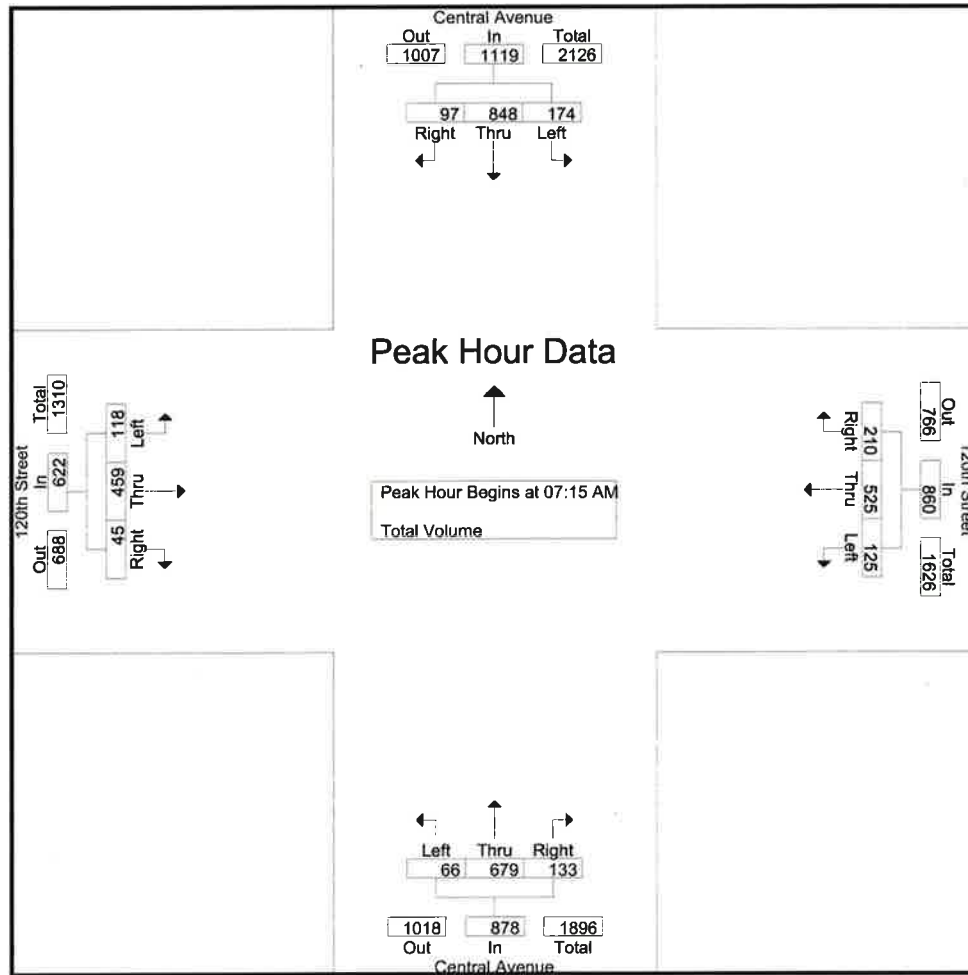 Central Avenue
Out In Total
1007 1119 2126
97 848 174
Right Thru Left
Peak Hour Data
North
Peak Hour Begins at 07:15 AM
Total Volume
120th Street
Total In Out
1310 622 688
118 459 45
Left Thru Right
Right Thru Left
210 525 125
Out In Total
766 860 1626
120th Street
Left Thru Right
66 679 133
1018 878 1896
Out In Total
Central Avenue